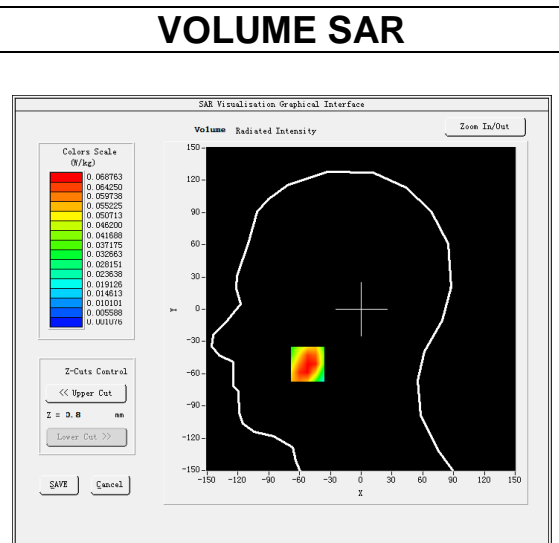 VOLUME SAR
SAR Visualisation Graphical Interface
Volume Radiated Intensity
Zoom In/Out
Colors Scale
(W/kg)
0.068763
0.064250
0.059738
0.055225
0.050713
0.046200
0.041688
0.037175
0.032663
0.028151
0.023638
0.019126
0.014613
0.010101
0.005588
0.001076
Z-Cuts Control
<< Upper Cut
Z = 0.8 mm
Lower Cut >>
SAVE Cancel
150
120
90
60
30
0
-30
-60
-90
-120
-150
Y
-150 -120 -90 -60 -30 0 30 60 90 120 150
X